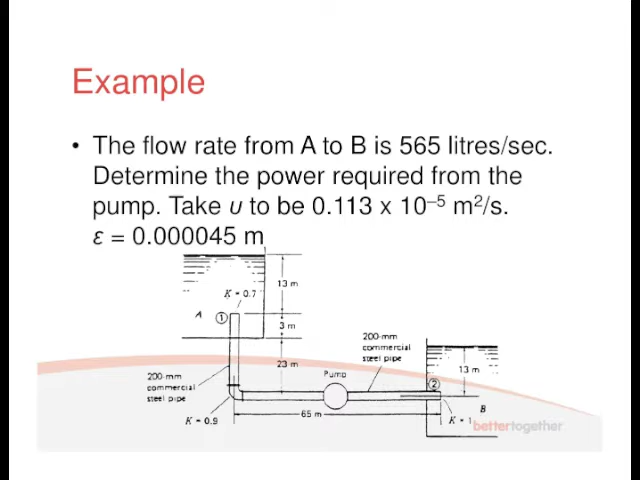 Example
• The flow rate from A to B is 565 litres/sec.
Determine the power required from the
pump. Take υ to be 0.113 x 10⁻⁵ m²/s.
ε = 0.000045 m
13 m
K = 0.7
A
1
3 m
23 m
200-mm
commercial
steel pipe
200-mm
commercial
steel pipe
Pump
2
13 m
65 m
K = 0.9
K = 1
B
bettertogether